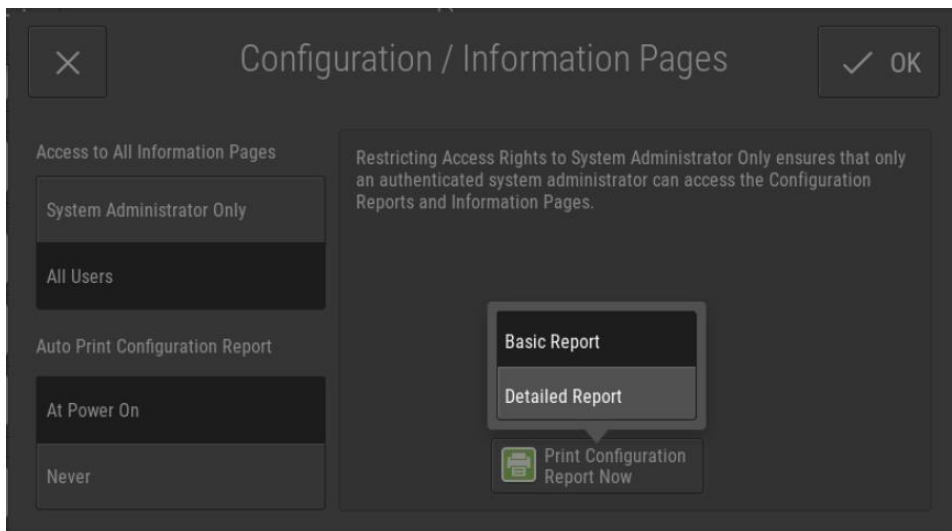 Configuration / Information Pages
OK
Access to All Information Pages
System Administrator Only
All Users
Auto Print Configuration Report
At Power On
Never
Restricting Access Rights to System Administrator Only ensures that only
an authenticated system administrator can access the Configuration
Reports and Information Pages.
Basic Report
Detailed Report
Print Configuration
Report Now